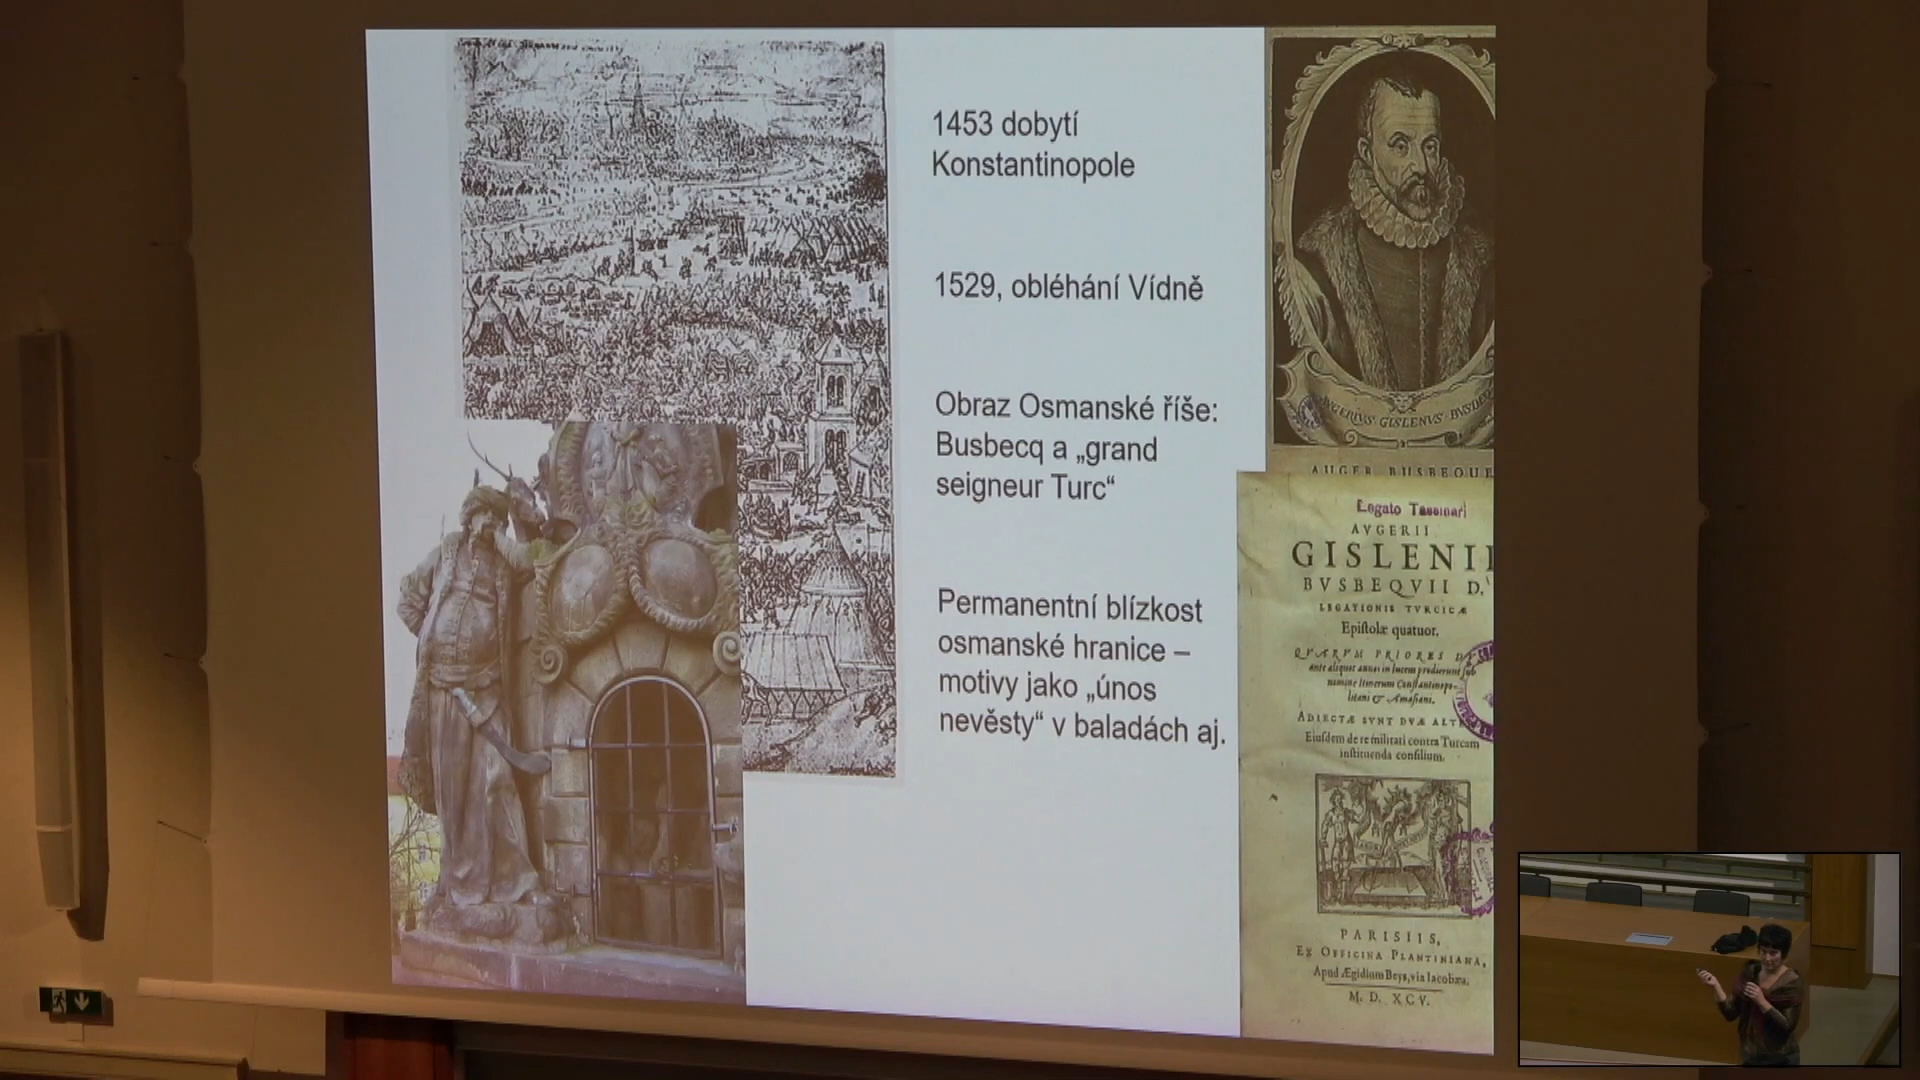 1453 dobytí
Konstantinopole
1529, obléhání Vídně
Obraz Osmanské říše:
Busbecq a „grand
seigneur Turc“
Permanentní blízkost
osmanské hranice –
motivy jako „únos
nevěsty“ v baladách aj.
GISLENVS
AUGER BUSBEQUE
Legato Tassinari
AVGERII
GISLENII
BVSBEQVII D.
LEGATIONIS TVRCICÆ
Epistolæ quatuor.
QVARVM PRIORES
ante aliquot annos in lucem prodierunt sub
nomine Itinerum Constantinopo-
litani & Amasiani.
ADIECTÆ SVNT DVÆ ALT
Eiusdem de re militari contra Turcam
instituenda consilium.
PARISIIS,
EX OFFICINA PLANTINIANA,
Apud Ægidium Beys, via Iacobæa.
M. D. XCV.